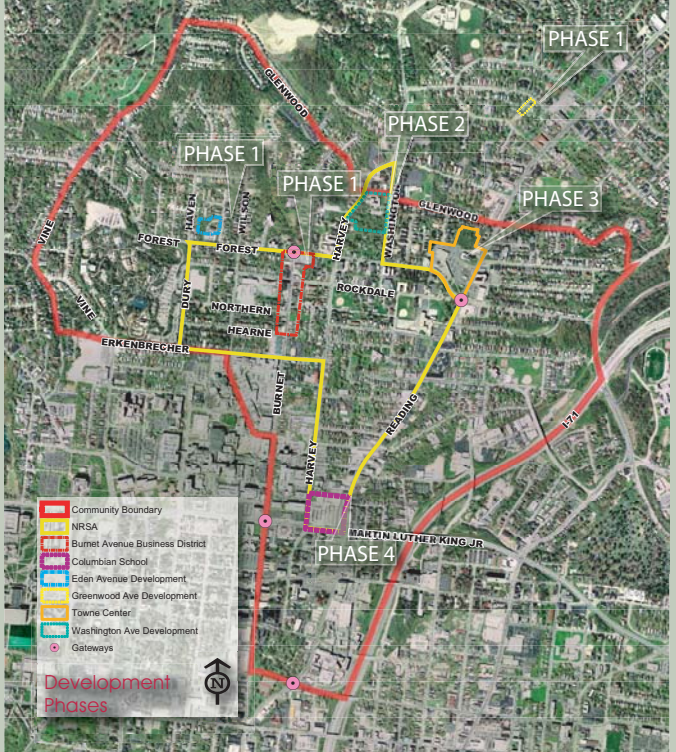 PHASE 1
GLENWOOD
PHASE 2
PHASE 1
PHASE 1
HAVEN
WILSON
HARVEY
WASHINGTON
GLENWOOD
PHASE 3
VINE
FOREST
FOREST
DURY
ROCKDALE
VINE
NORTHERN
HEARNE
ERKENBRECHER
BURNET
READING
I-71
HARVEY
MARTIN LUTHER KING JR
PHASE 4
Community Boundary
NRSA
Burnet Avenue Business District
Columbian School
Eden Avenue Development
Greenwood Ave Development
Towne Center
Washington Ave Development
Gateways
N
Development
Phases